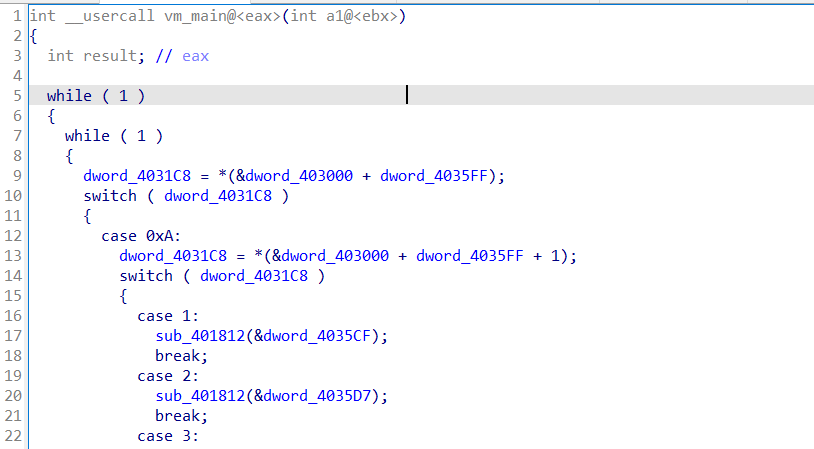 1 int __usercall vm_main@<eax>(int a1@<ebx>)
2 {
3   int result; // eax
4
5   while ( 1 )
6   {
7     while ( 1 )
8     {
9       dword_4031C8 = *(&dword_403000 + dword_4035FF);
10       switch ( dword_4031C8 )
11       {
12         case 0xA:
13           dword_4031C8 = *(&dword_403000 + dword_4035FF + 1);
14           switch ( dword_4031C8 )
15           {
16             case 1:
17               sub_401812(&dword_4035CF);
18               break;
19             case 2:
20               sub_401812(&dword_4035D7);
21               break;
22             case 3: